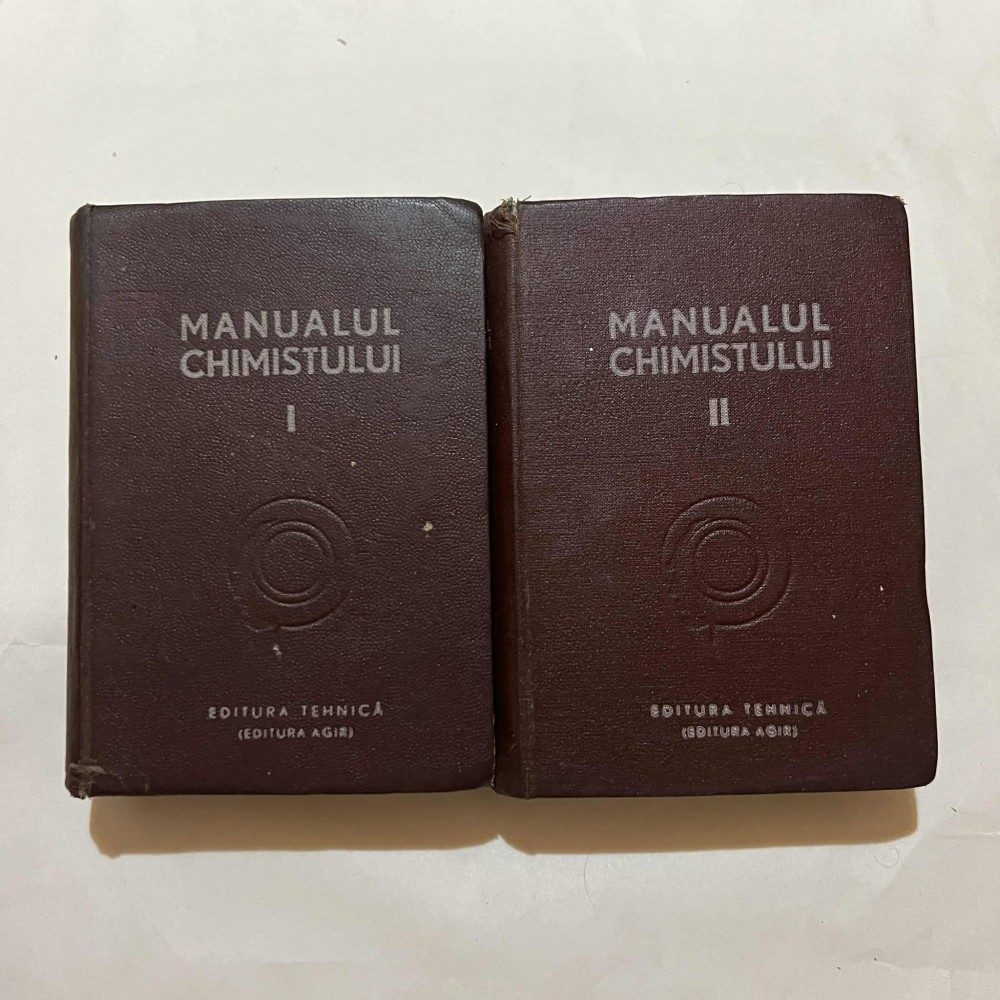 MANUALUL
CHIMISTULUI
I
EDITURA TEHNICĂ
(EDITURA AGIR)
MANUALUL
CHIMISTULUI
II
EDITURA TEHNICĂ
(EDITURA AGIR)